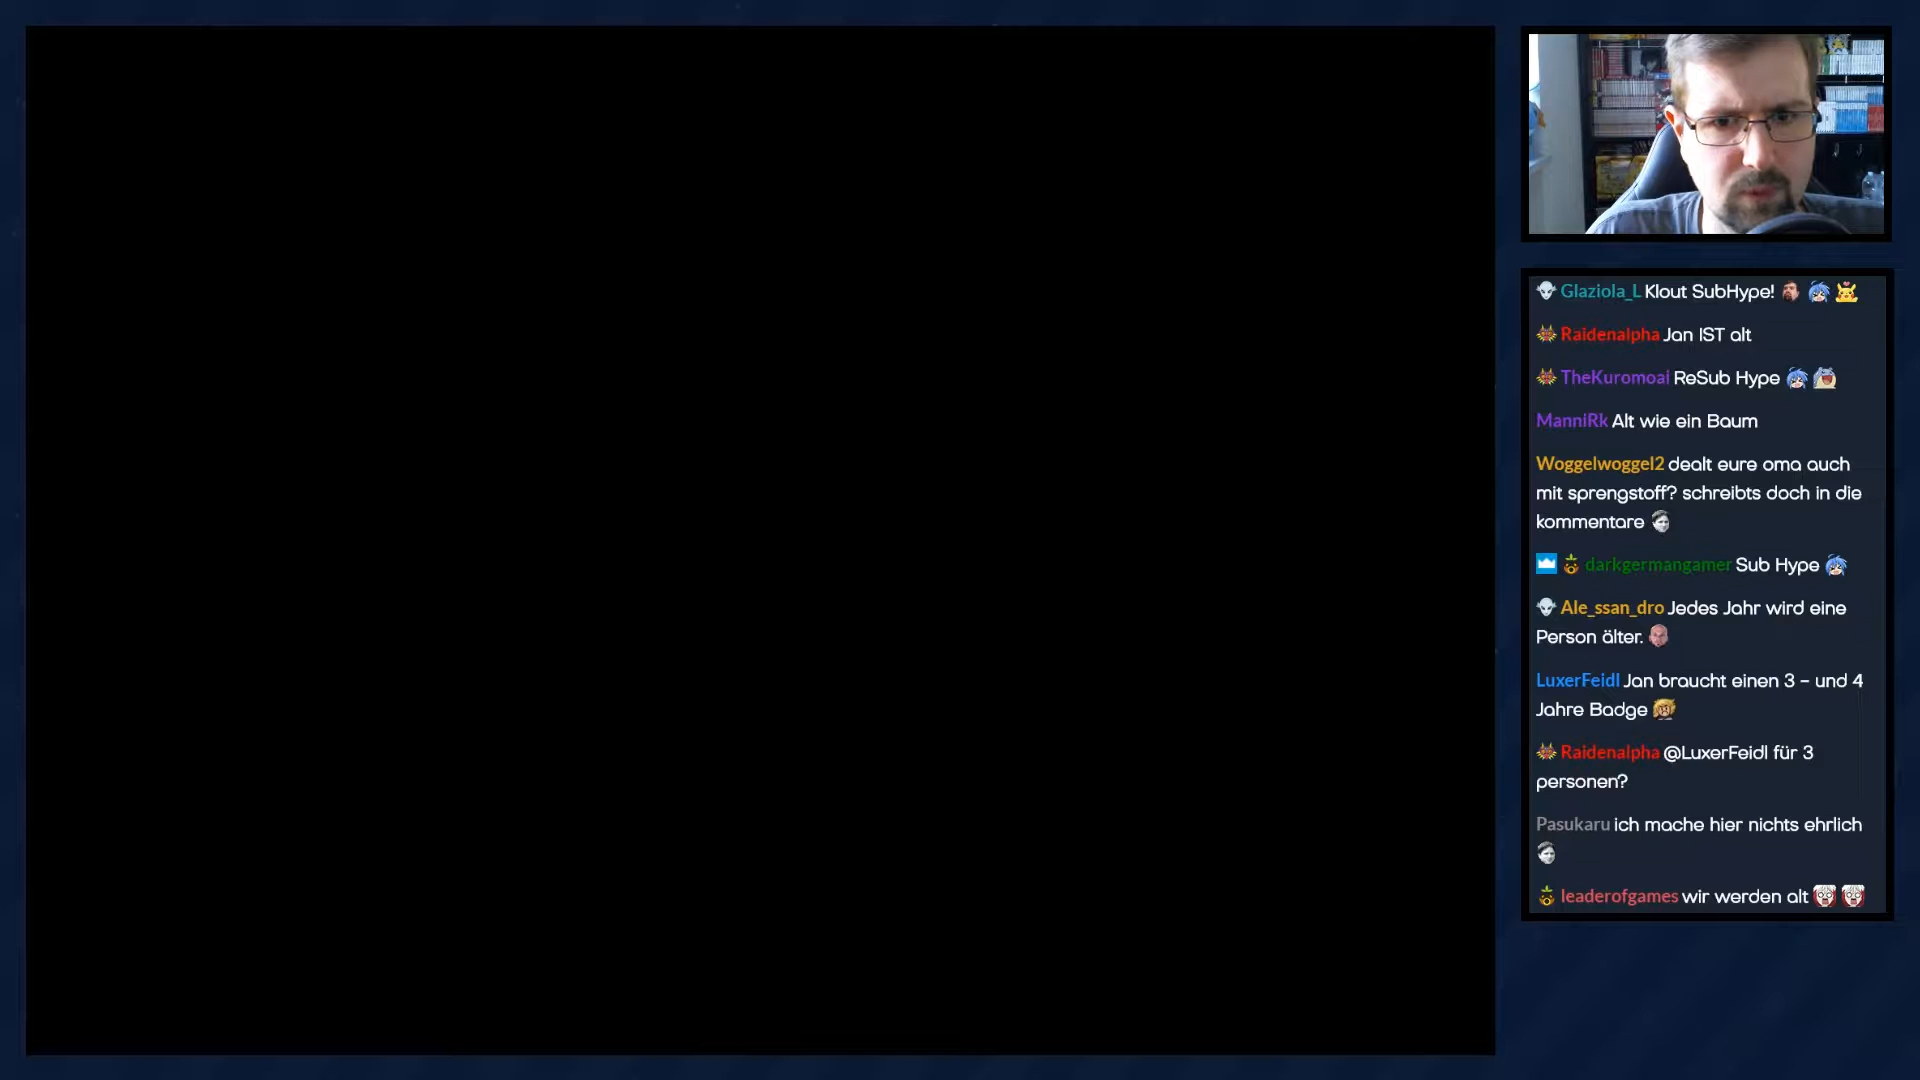 Glaziola_L Klout SubHype!
Raidenalpha Jan IST alt
TheKuromoai ReSub Hype
ManniRk Alt wie ein Baum
Woggelwoggel2 dealt eure oma auch
mit sprengstoff? schreibts doch in die
kommentare
darkgermangamer Sub Hype
Ale_ssan_dro Jedes Jahr wird eine
Person älter.
LuxerFeidl Jan braucht einen 3 - und 4
Jahre Badge
Raidenalpha @LuxerFeidl für 3
personen?
Pasukaru ich mache hier nichts ehrlich
leaderofgames wir werden alt